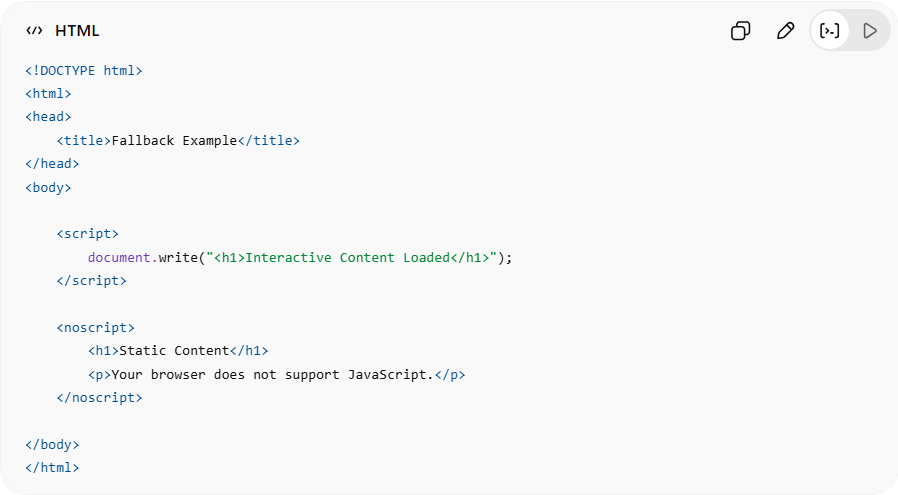 HTML
<!DOCTYPE html>
<html>
<head>
    <title>Fallback Example</title>
</head>
<body>

    <script>
        document.write("<h1>Interactive Content Loaded</h1>");
    </script>

    <noscript>
        <h1>Static Content</h1>
        <p>Your browser does not support JavaScript.</p>
    </noscript>

</body>
</html>